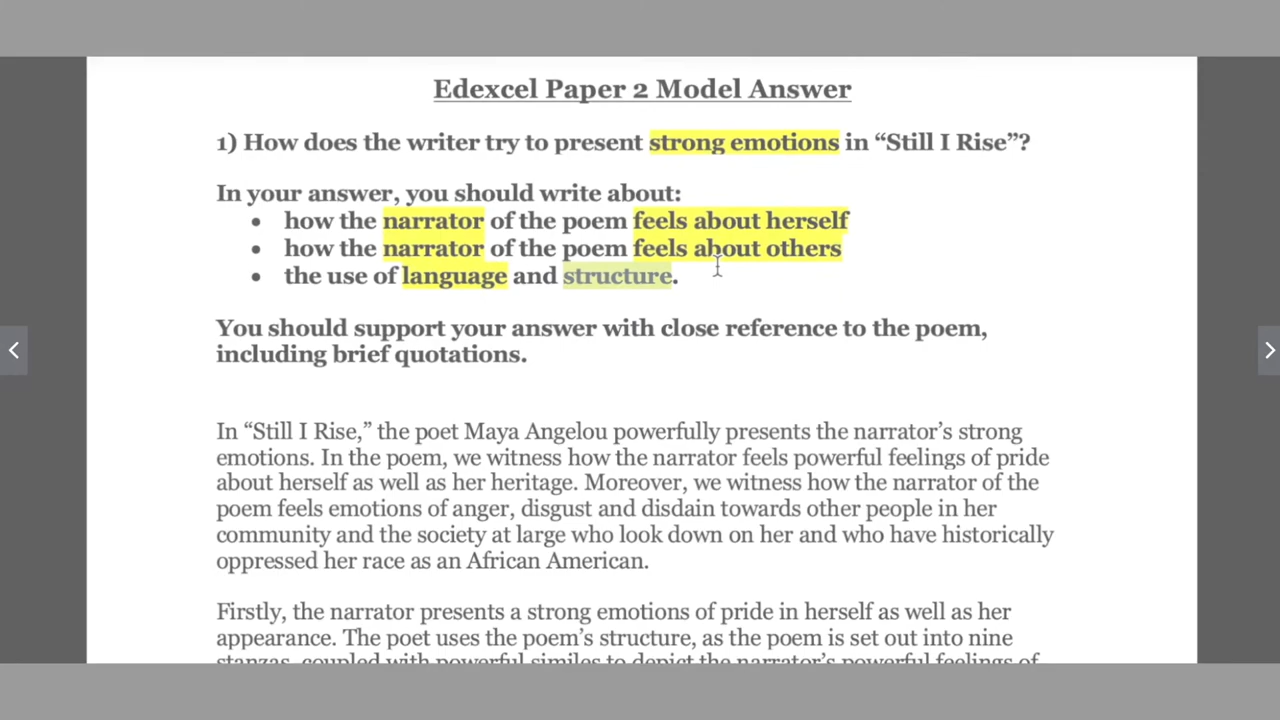 Edexcel Paper 2 Model Answer
1) How does the writer try to present strong emotions in “Still I Rise”?
In your answer, you should write about:
• how the narrator of the poem feels about herself
• how the narrator of the poem feels about others
• the use of language and structure.
You should support your answer with close reference to the poem,
including brief quotations.
In “Still I Rise,” the poet Maya Angelou powerfully presents the narrator’s strong
emotions. In the poem, we witness how the narrator feels powerful feelings of pride
about herself as well as her heritage. Moreover, we witness how the narrator of the
poem feels emotions of anger, disgust and disdain towards other people in her
community and the society at large who look down on her and who have historically
oppressed her race as an African American.
Firstly, the narrator presents a strong emotions of pride in herself as well as her
appearance. The poet uses the poem’s structure, as the poem is set out into nine
stanzas, coupled with powerful similes to depict the narrator’s powerful feelings of